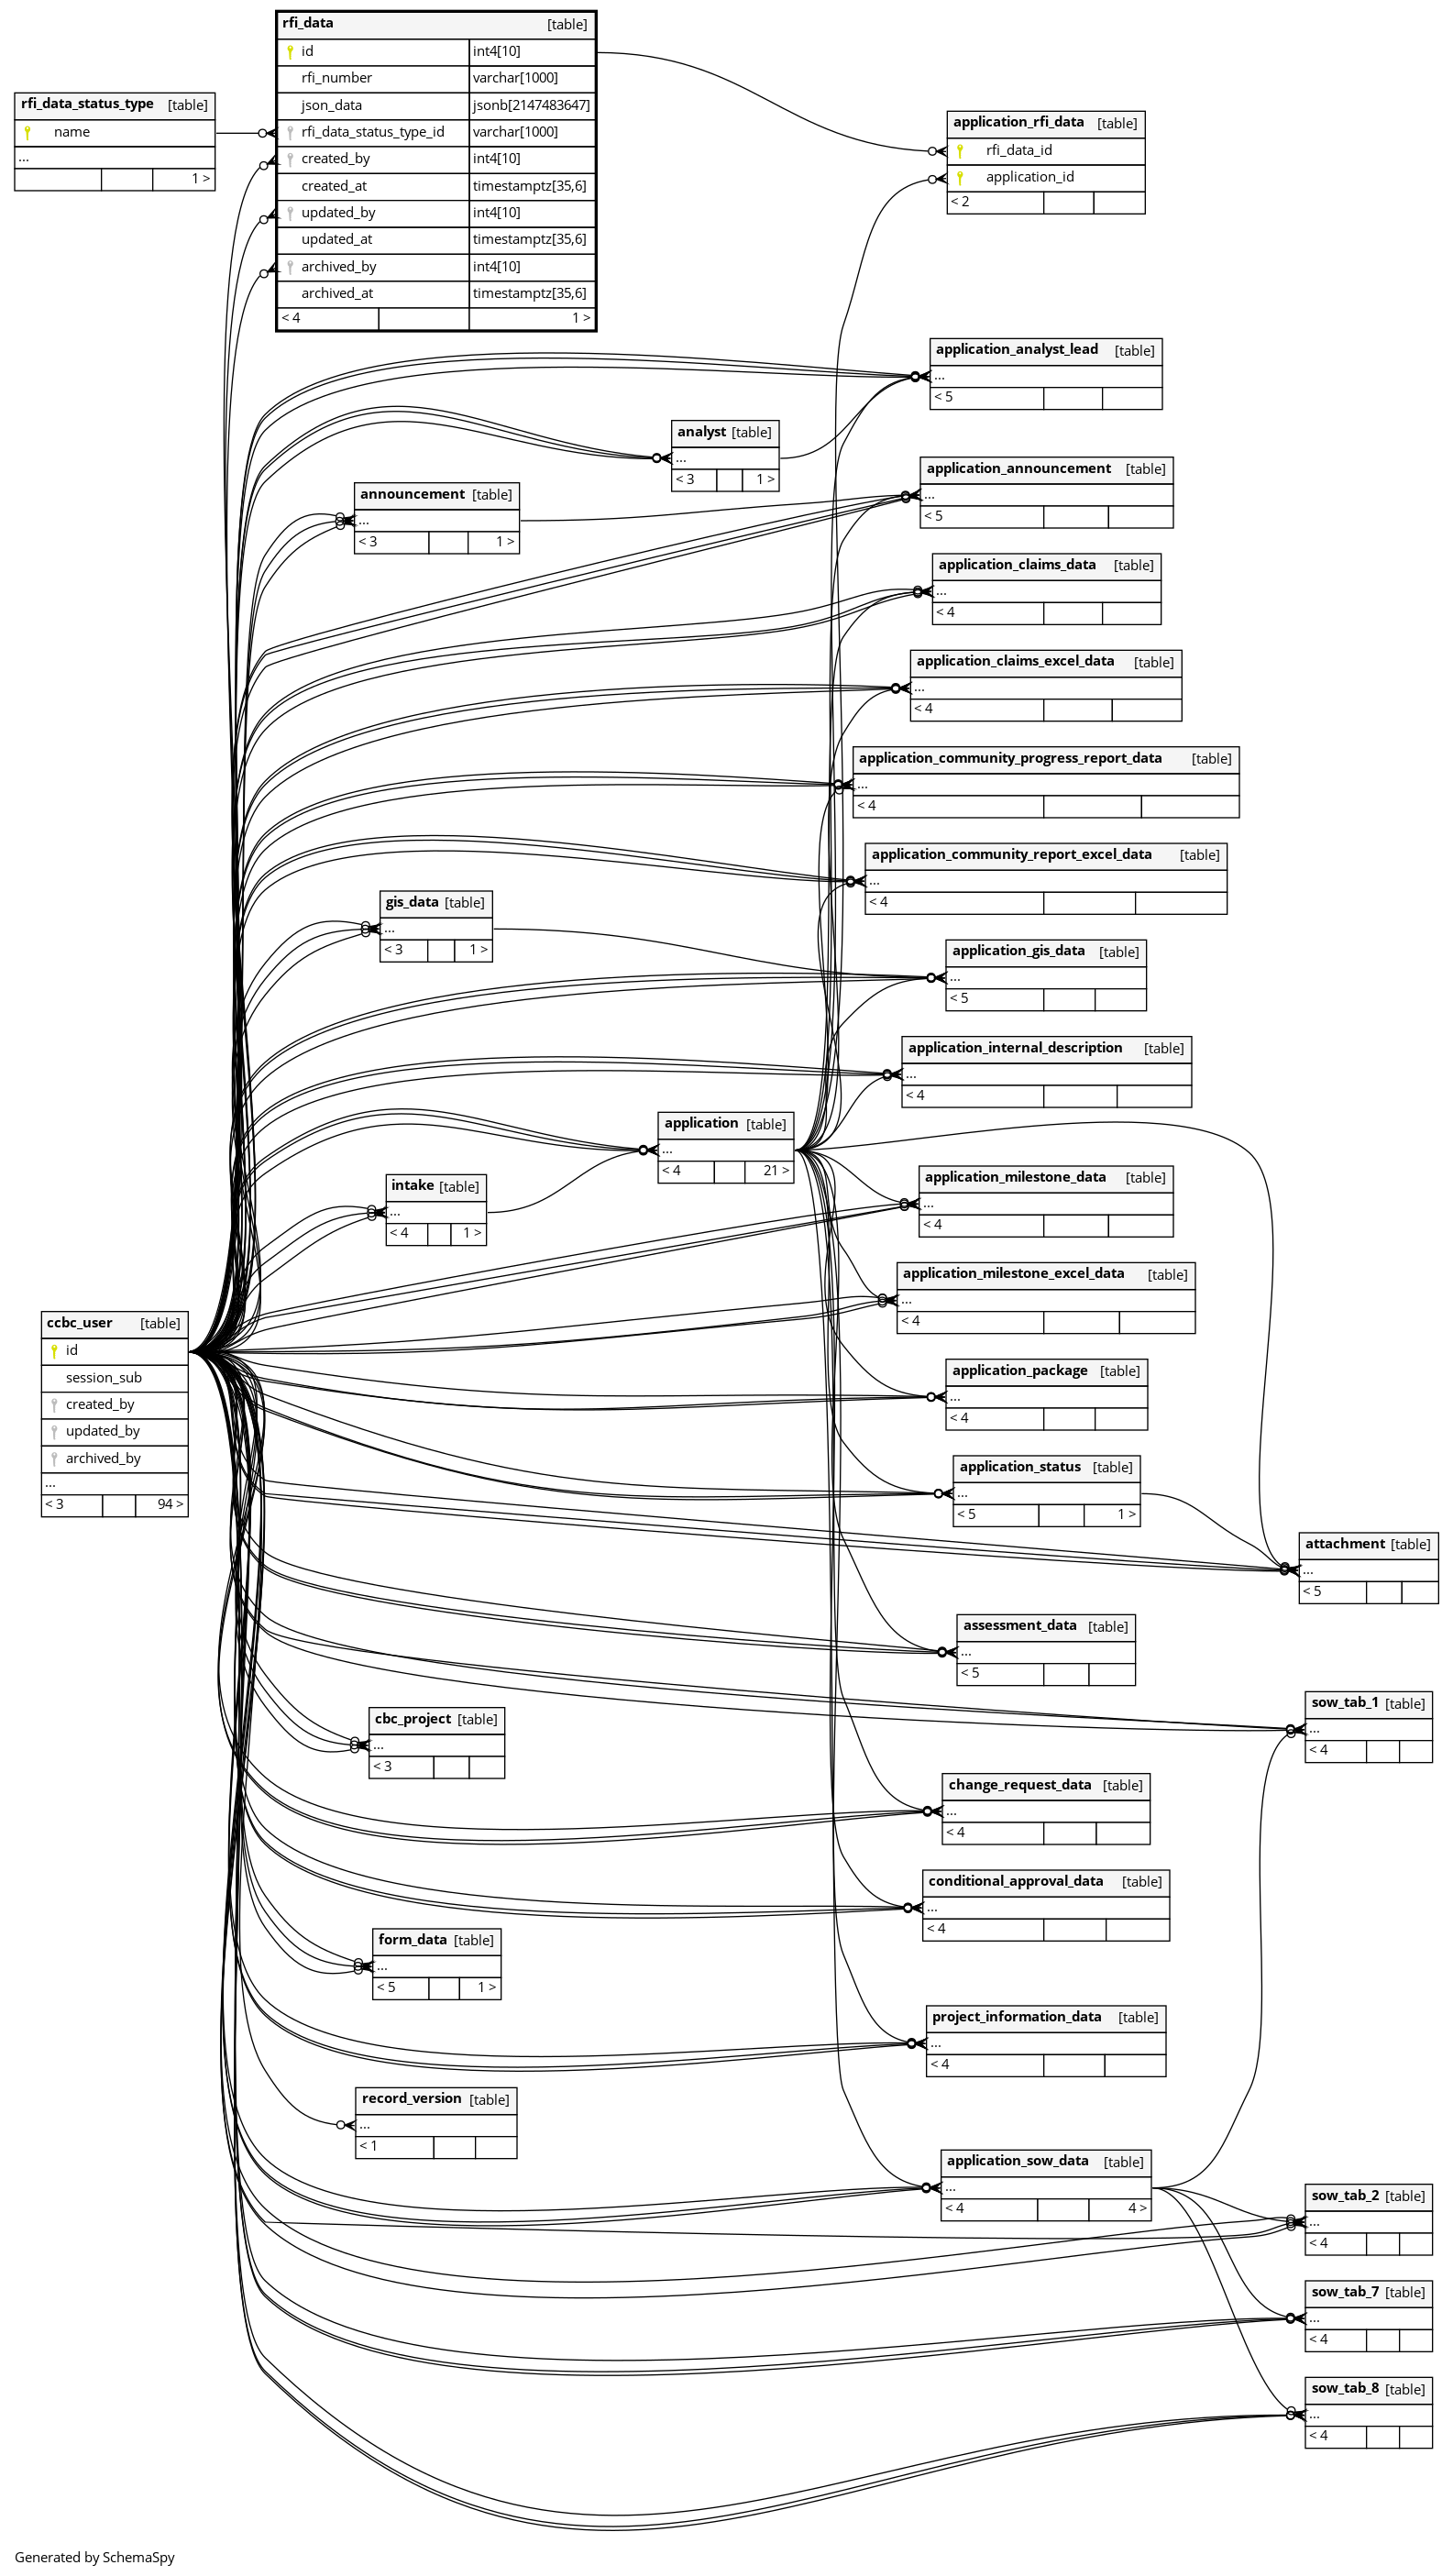 rfi_data [table]
id int4[10]
rfi_number varchar[1000]
json_data jsonb[2147483647]
rfi_data_status_type_id varchar[1000]
created_by int4[10]
created_at timestamptz[35,6]
updated_by int4[10]
updated_at timestamptz[35,6]
archived_by int4[10]
archived_at timestamptz[35,6]
< 4 1 >
rfi_data_status_type [table]
name
...
1 >
application_rfi_data [table]
rfi_data_id
application_id
< 2
application_analyst_lead [table]
...
< 5
analyst [table]
...
< 3 1 >
application_announcement [table]
...
< 5
announcement [table]
...
< 3 1 >
application_claims_data [table]
...
< 4
application_claims_excel_data [table]
...
< 4
application_community_progress_report_data [table]
...
< 4
application_community_report_excel_data [table]
...
< 4
gis_data [table]
...
< 3 1 >
application_gis_data [table]
...
< 5
application_internal_description [table]
...
< 4
application [table]
...
< 4 21 >
intake [table]
...
< 4 1 >
application_milestone_data [table]
...
< 4
application_milestone_excel_data [table]
...
< 4
ccbc_user [table]
id
session_sub
created_by
updated_by
archived_by
...
< 3 94 >
application_package [table]
...
< 4
application_status [table]
...
< 5 1 >
attachment [table]
...
< 5
assessment_data [table]
...
< 5
sow_tab_1 [table]
...
< 4
cbc_project [table]
...
< 3
change_request_data [table]
...
< 4
conditional_approval_data [table]
...
< 4
form_data [table]
...
< 5 1 >
project_information_data [table]
...
< 4
record_version [table]
...
< 1
application_sow_data [table]
...
< 4 4 >
sow_tab_2 [table]
...
< 4
sow_tab_7 [table]
...
< 4
sow_tab_8 [table]
...
< 4
Generated by SchemaSpy